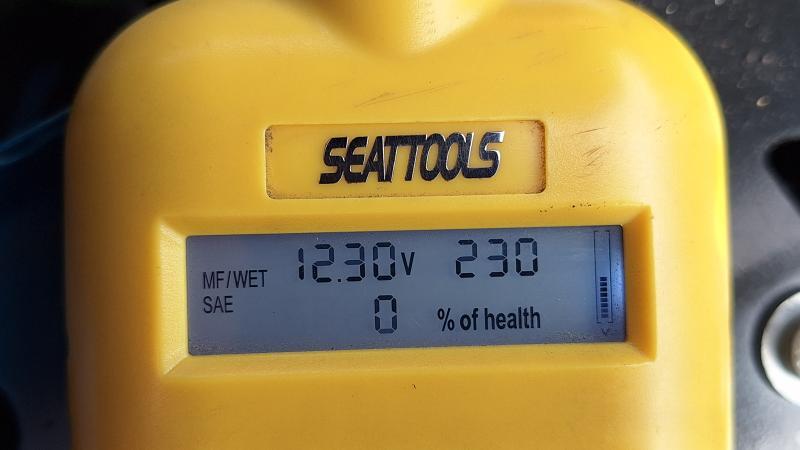 SEATTOOLS
MF/WET 12.30V 230
SAE 0 % of health